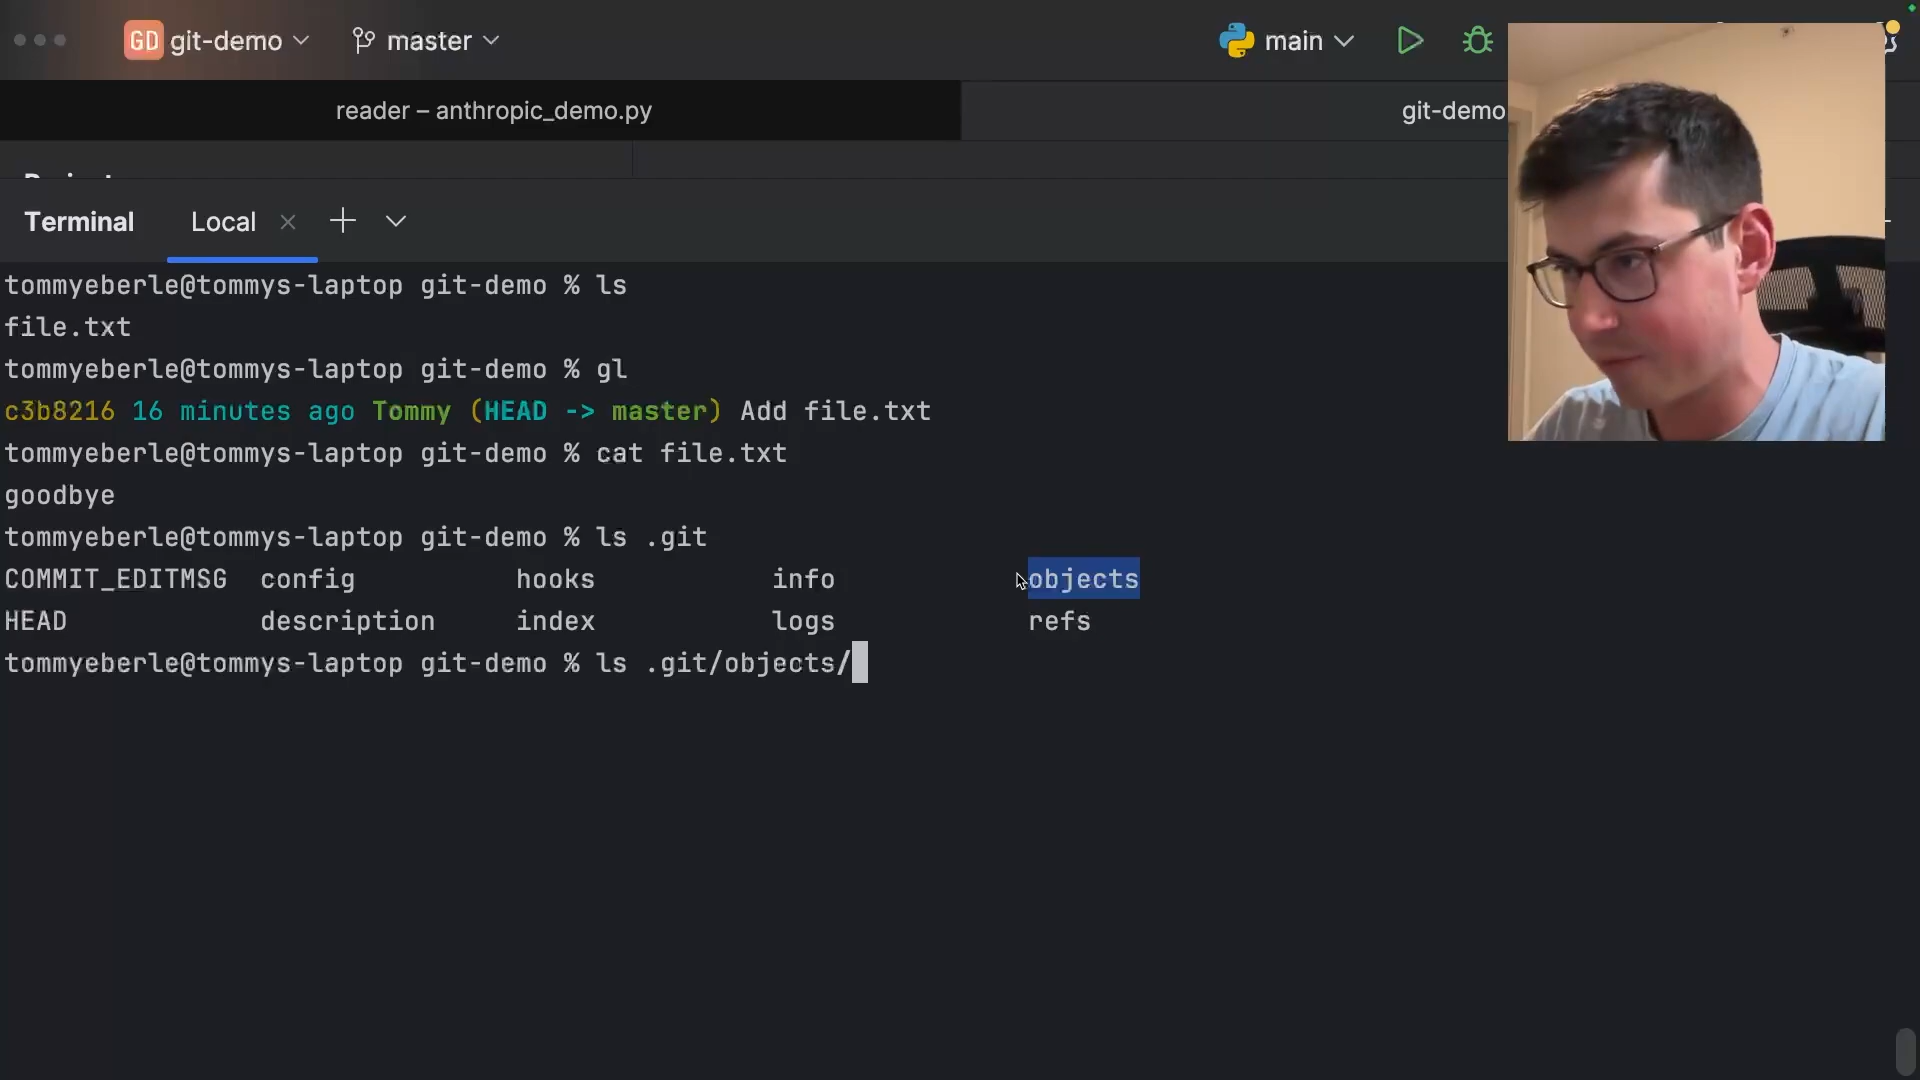 GD git-demo master main
reader – anthropic_demo.py git-demo
Terminal Local
tommyeberle@tommys-laptop git-demo % ls
file.txt
tommyeberle@tommys-laptop git-demo % gl
c3b8216 16 minutes ago Tommy (HEAD -> master) Add file.txt
tommyeberle@tommys-laptop git-demo % cat file.txt
goodbye
tommyeberle@tommys-laptop git-demo % ls .git
COMMIT_EDITMSG config hooks info objects
HEAD description index logs refs
tommyeberle@tommys-laptop git-demo % ls .git/objects/